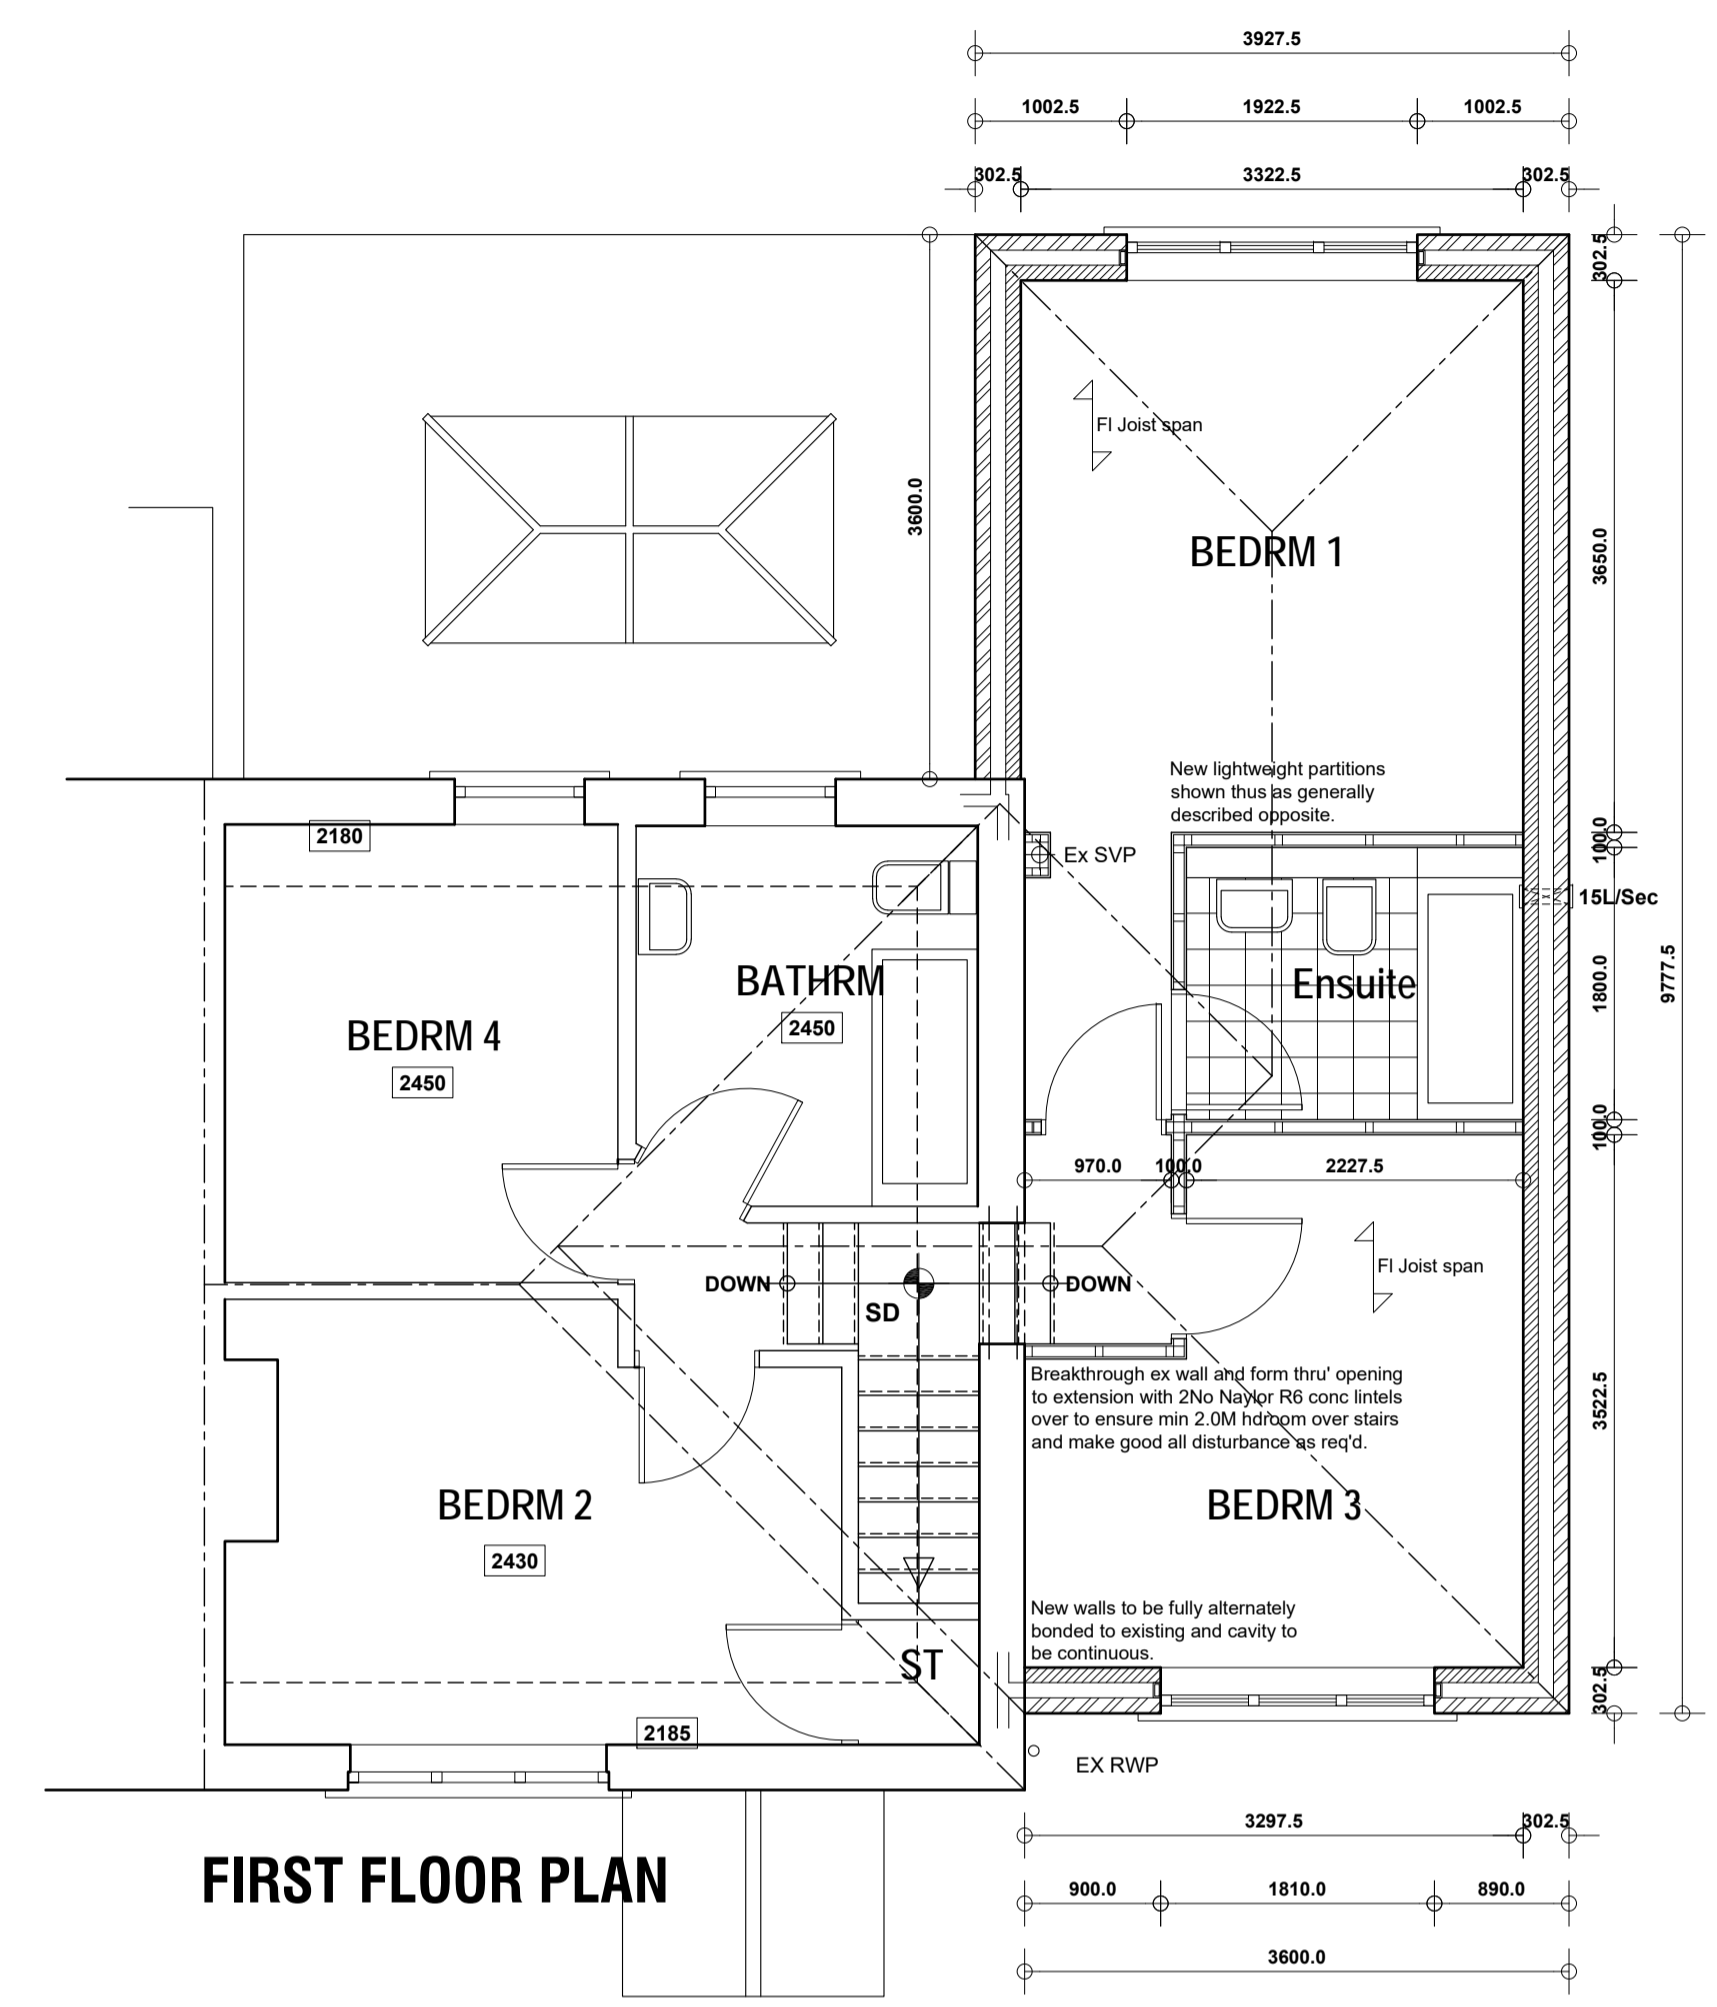 3927.5
1002.5 1922.5 1002.5
302.5 3322.5 302.5
302.5
Fl Joist span
3600.0
BEDRM 1
3650.0
New lightweight partitions
shown thus as generally
described opposite.
2180
100.0
Ex SVP
15L/Sec
BATHRM
2450
Ensuite
1800.0
9777.5
BEDRM 4
2450
100.0
970.0 100.0 2227.5
DOWN
SD
DOWN
Fl Joist span
Breakthrough ex wall and form thru' opening
to extension with 2No Naylor R6 conc lintels
over to ensure min 2.0M hdroom over stairs
and make good all disturbance as req'd.
3522.5
BEDRM 2
2430
BEDRM 3
New walls to be fully alternately
bonded to existing and cavity to
be continuous.
ST
302.5
2185
EX RWP
3297.5 302.5
FIRST FLOOR PLAN
900.0 1810.0 890.0
3600.0